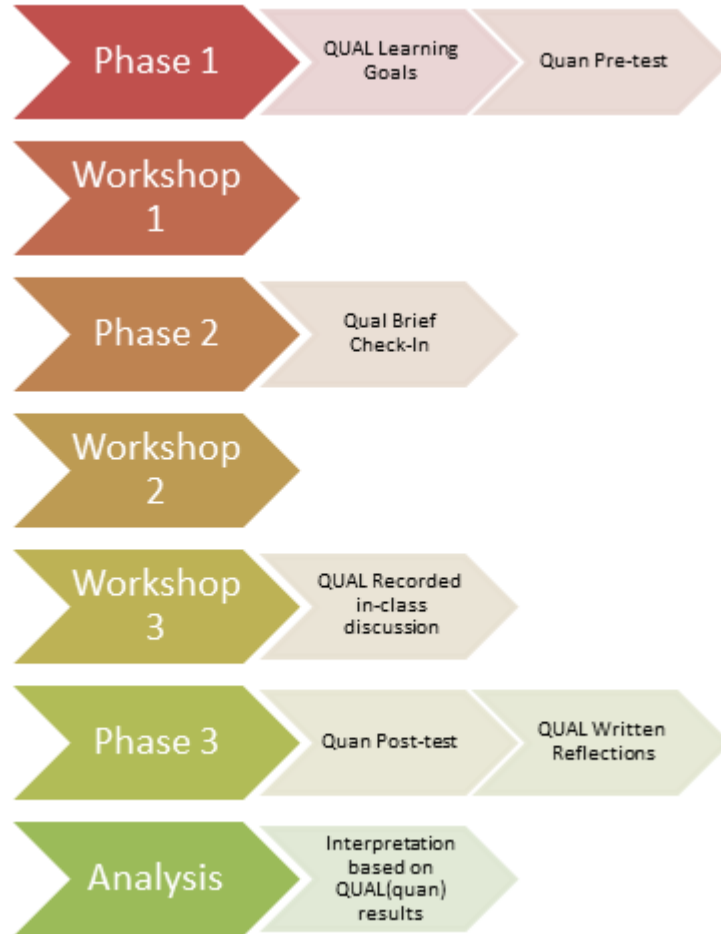 Phase 1
QUAL Learning
Goals
Quan Pre-test
Workshop
1
Phase 2
Qual Brief
Check-In
Workshop
2
Workshop
3
QUAL Recorded
in-class
discussion
Phase 3
Quan Post-test
QUAL Written
Reflections
Analysis
Interpretation
based on
QUAL(quan)
results